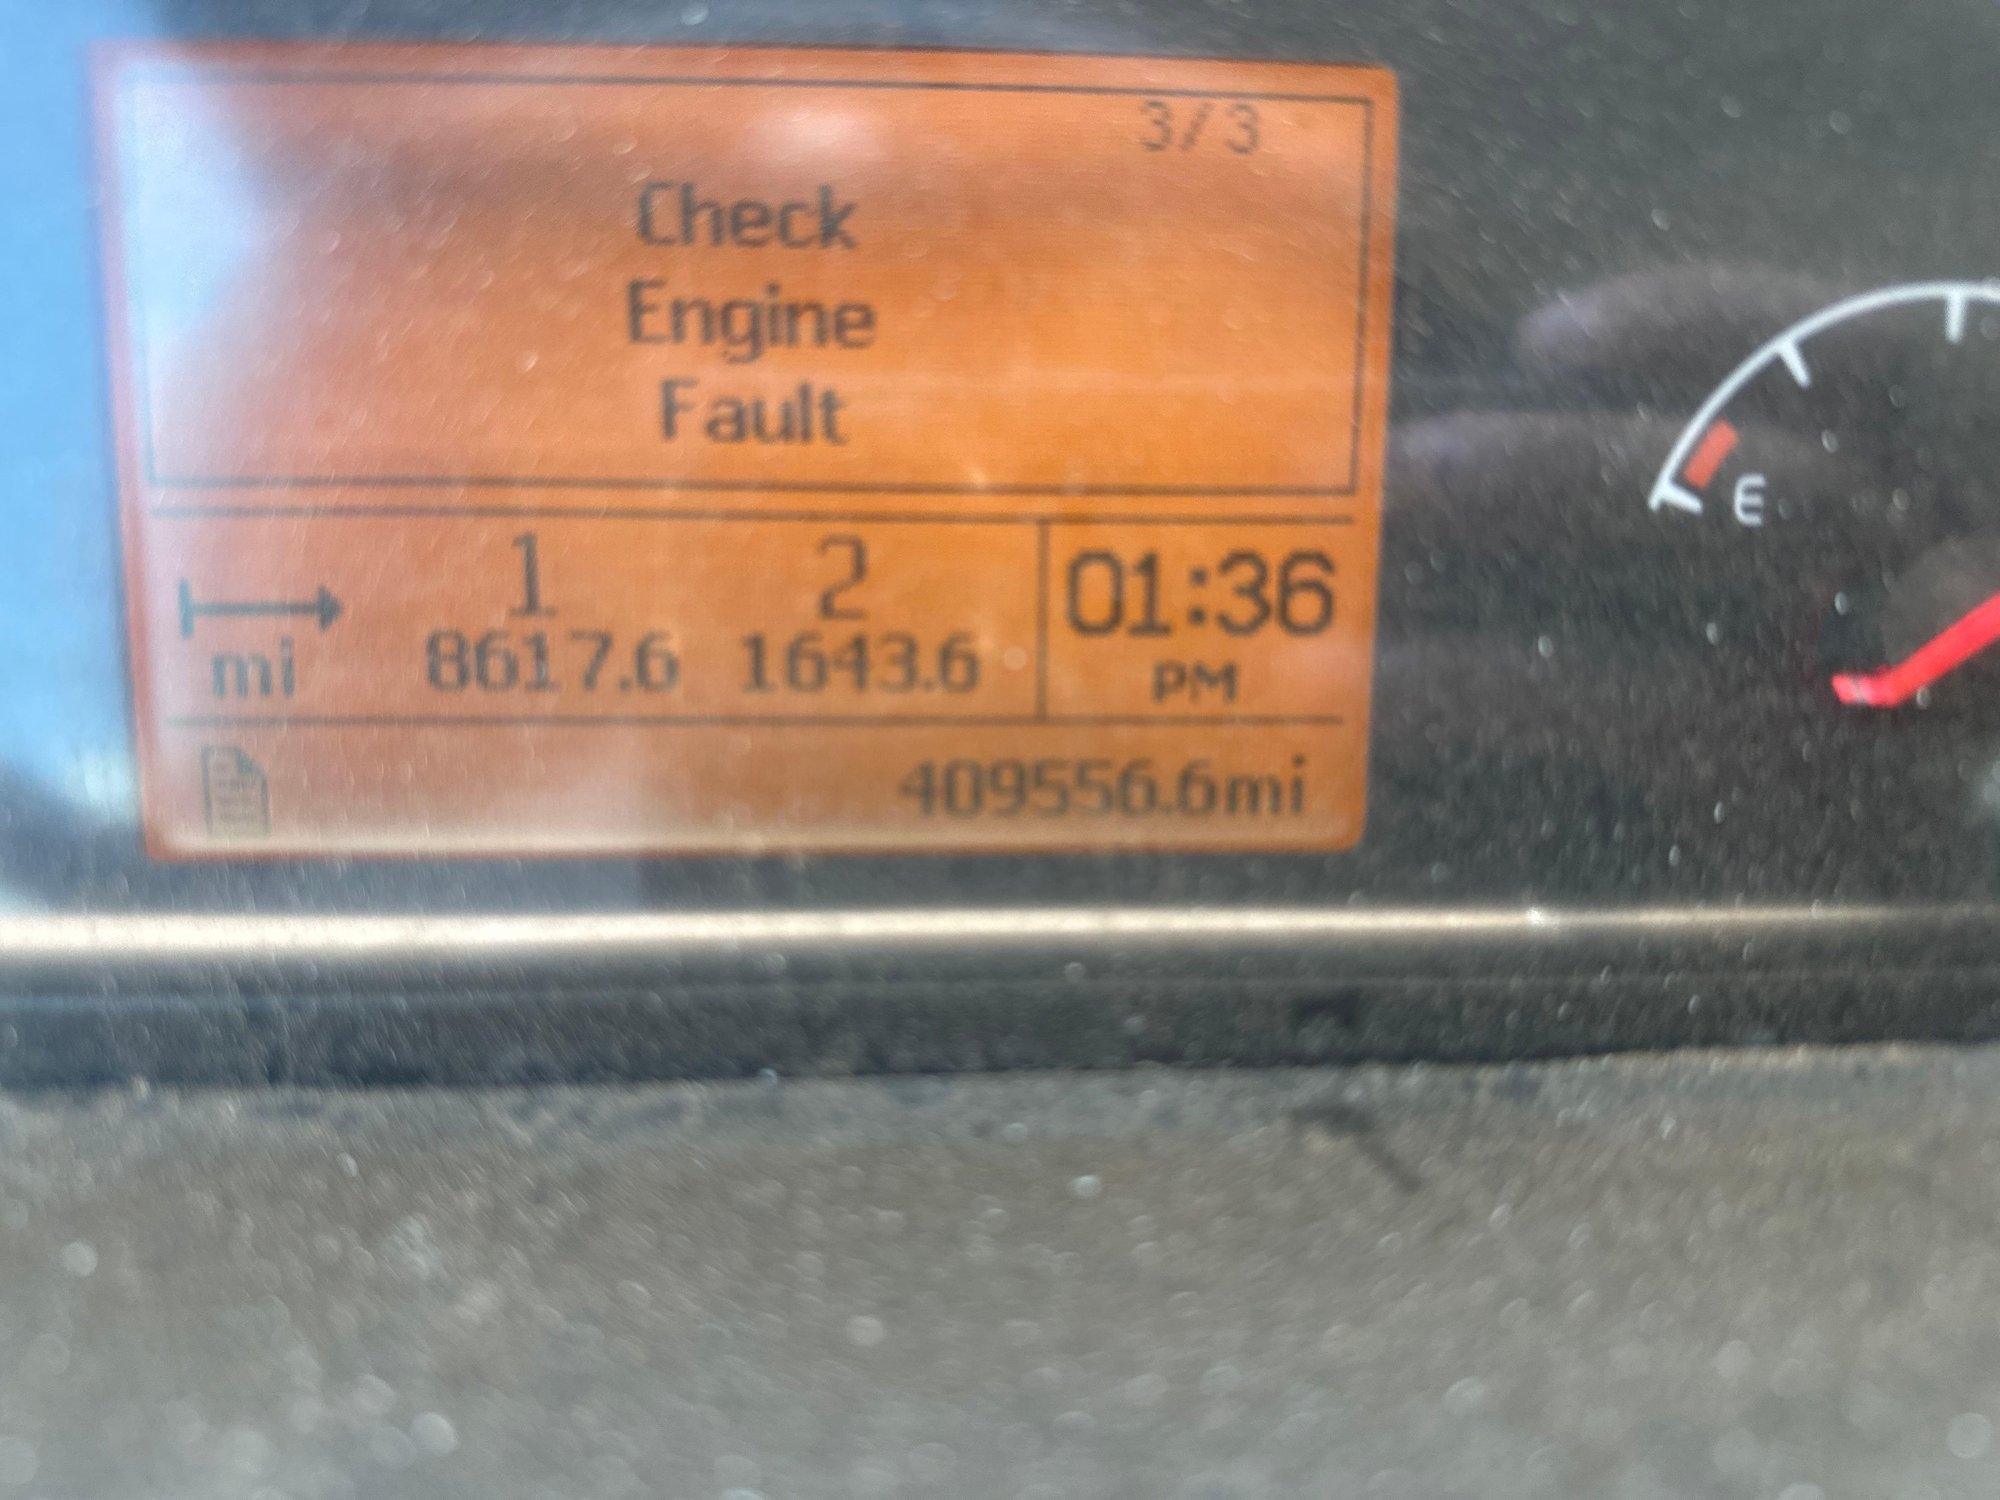 3/3
Check
Engine
Fault
1 2 01:36
mi 8617.6 1643.6 PM
409556.6mi
E